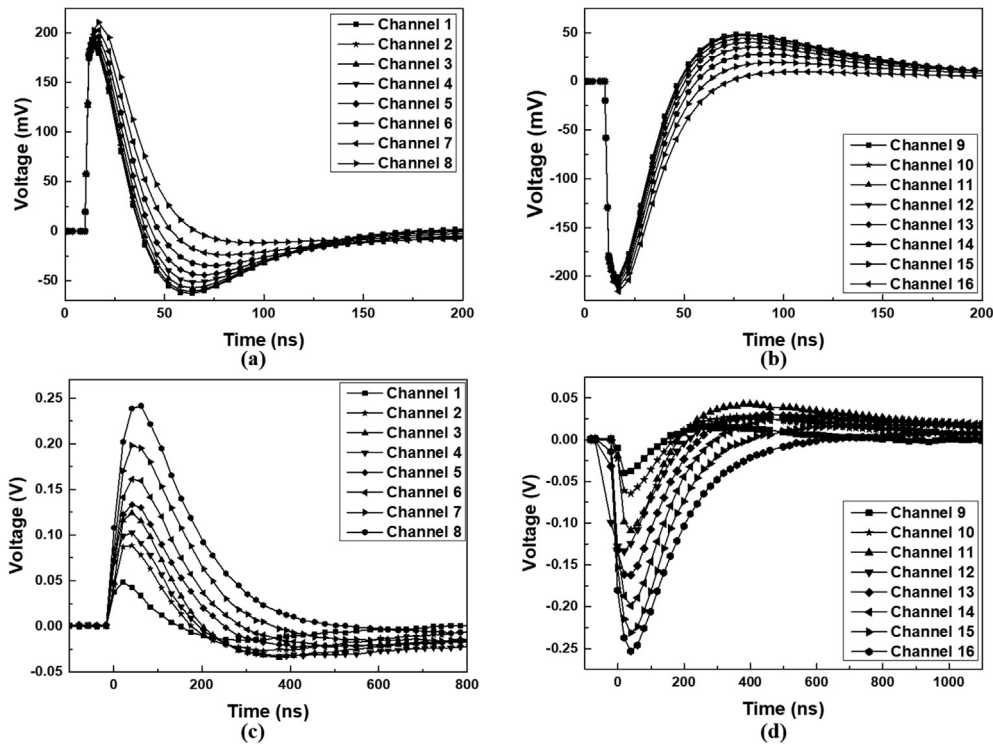 Voltage (mV)
200
150
100
50
0
-50
0 25 50 75 100 125 150 175 200
Time (ns)
(a)
Channel 1
Channel 2
Channel 3
Channel 4
Channel 5
Channel 6
Channel 7
Channel 8
Voltage (mV)
50
0
-50
-100
-150
-200
0 50 100 150 200
Time (ns)
(b)
Channel 9
Channel 10
Channel 11
Channel 12
Channel 13
Channel 14
Channel 15
Channel 16
Voltage (V)
0.25
0.20
0.15
0.10
0.05
0.00
-0.05
0 200 400 600 800
Time (ns)
(c)
Channel 1
Channel 2
Channel 3
Channel 4
Channel 5
Channel 6
Channel 7
Channel 8
Voltage (V)
0.05
0.00
-0.05
-0.10
-0.15
-0.20
-0.25
0 200 400 600 800 1000
Time (ns)
(d)
Channel 9
Channel 10
Channel 11
Channel 12
Channel 13
Channel 14
Channel 15
Channel 16